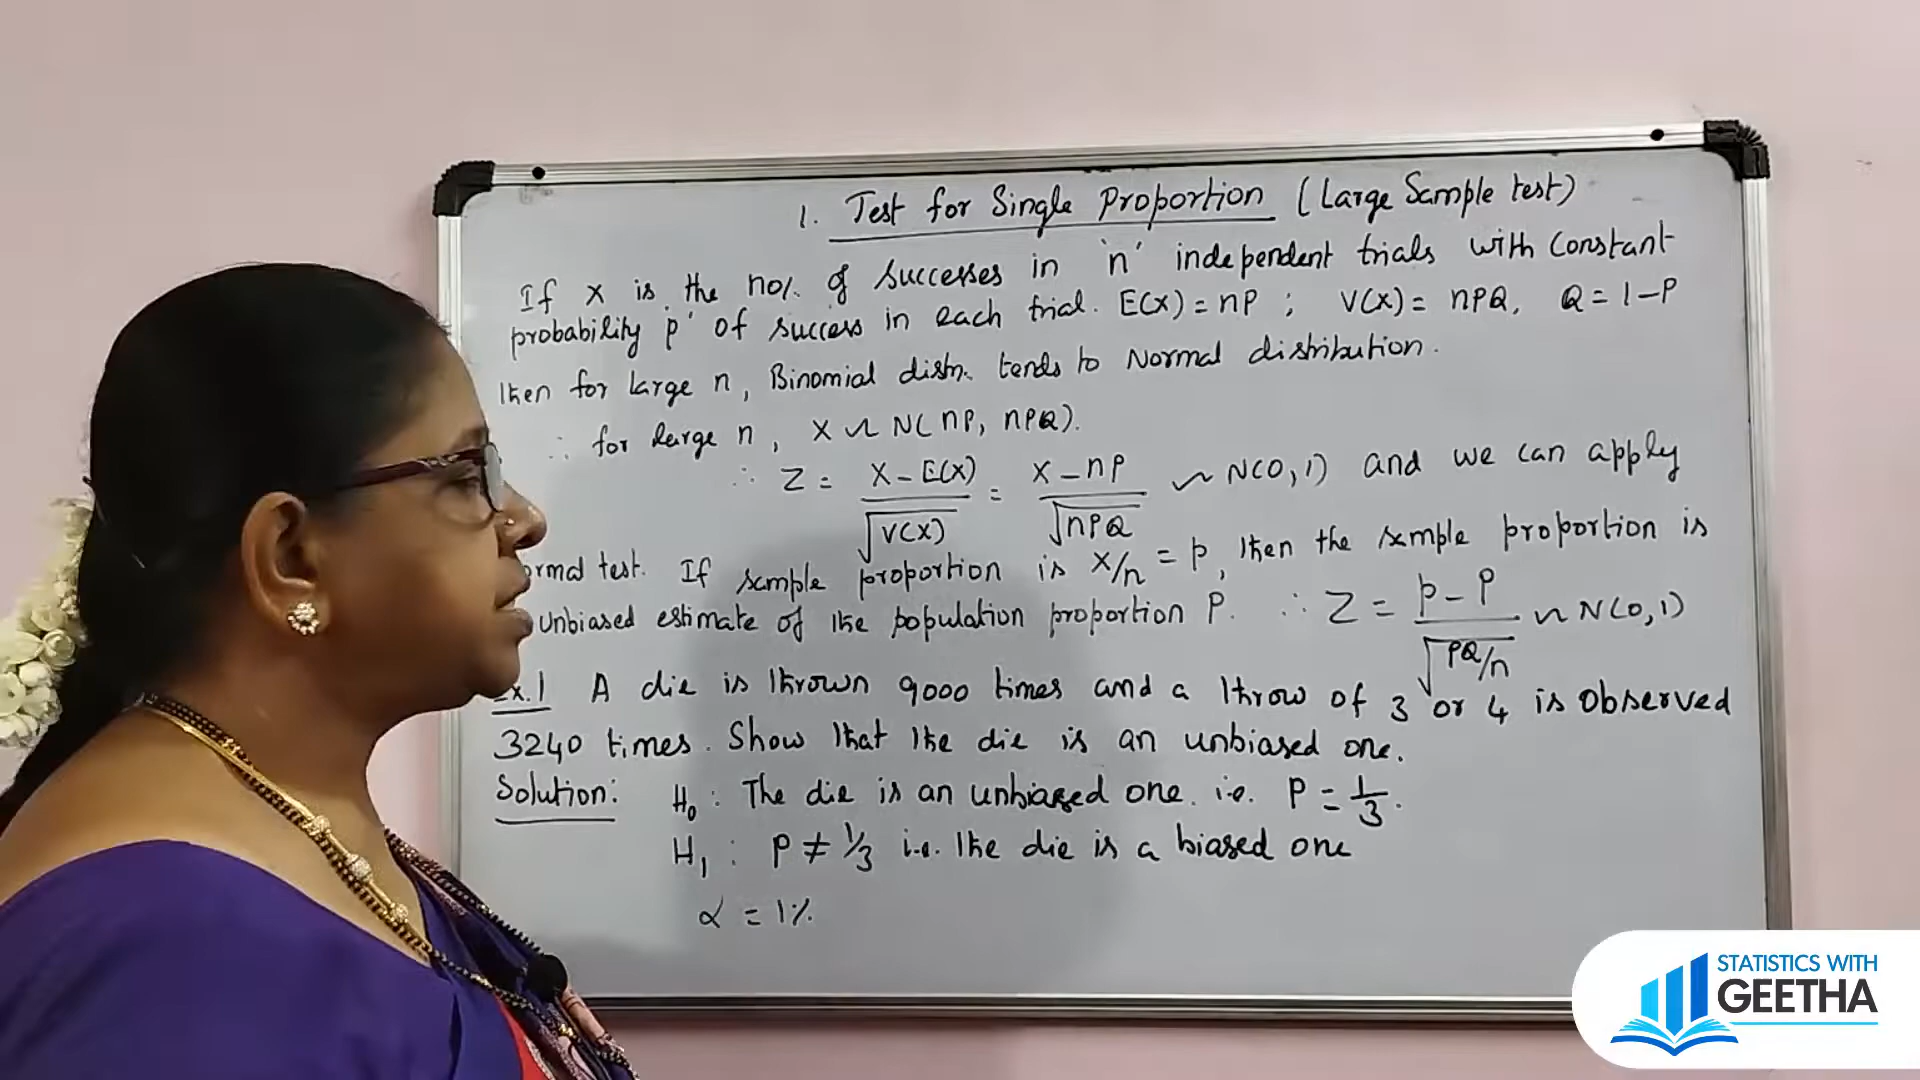 1. Test for Single Proportion (Large Sample test)
If X is the no/. of successes in 'n' independent trials with constant
probability p' of success in each trial. E(X) = nP ; V(X) = nPQ, Q = 1-P
then for large n, Binomial distn. tends to Normal distribution.
∴ for large n, X ~ N(nP, nPQ).
∴ Z = X-E(X)/√V(X) = X-nP/√nPQ ~ N(0,1) and we can apply
ormal test. If sample proportion is X/n = p, then the sample proportion is
unbiased estimate of the population proportion P. ∴ Z = p-P/√PQ/n ~ N(0,1)
Ex.1 A die is thrown 9000 times and a throw of 3 or 4 is observed
3240 times. Show that the die is an unbiased one.
Solution: H₀ : The die is an unbiased one. i.e. P = 1/3.
H₁ : P ≠ 1/3 i.e. the die is a biased one
α = 1%
STATISTICS WITH
GEETHA